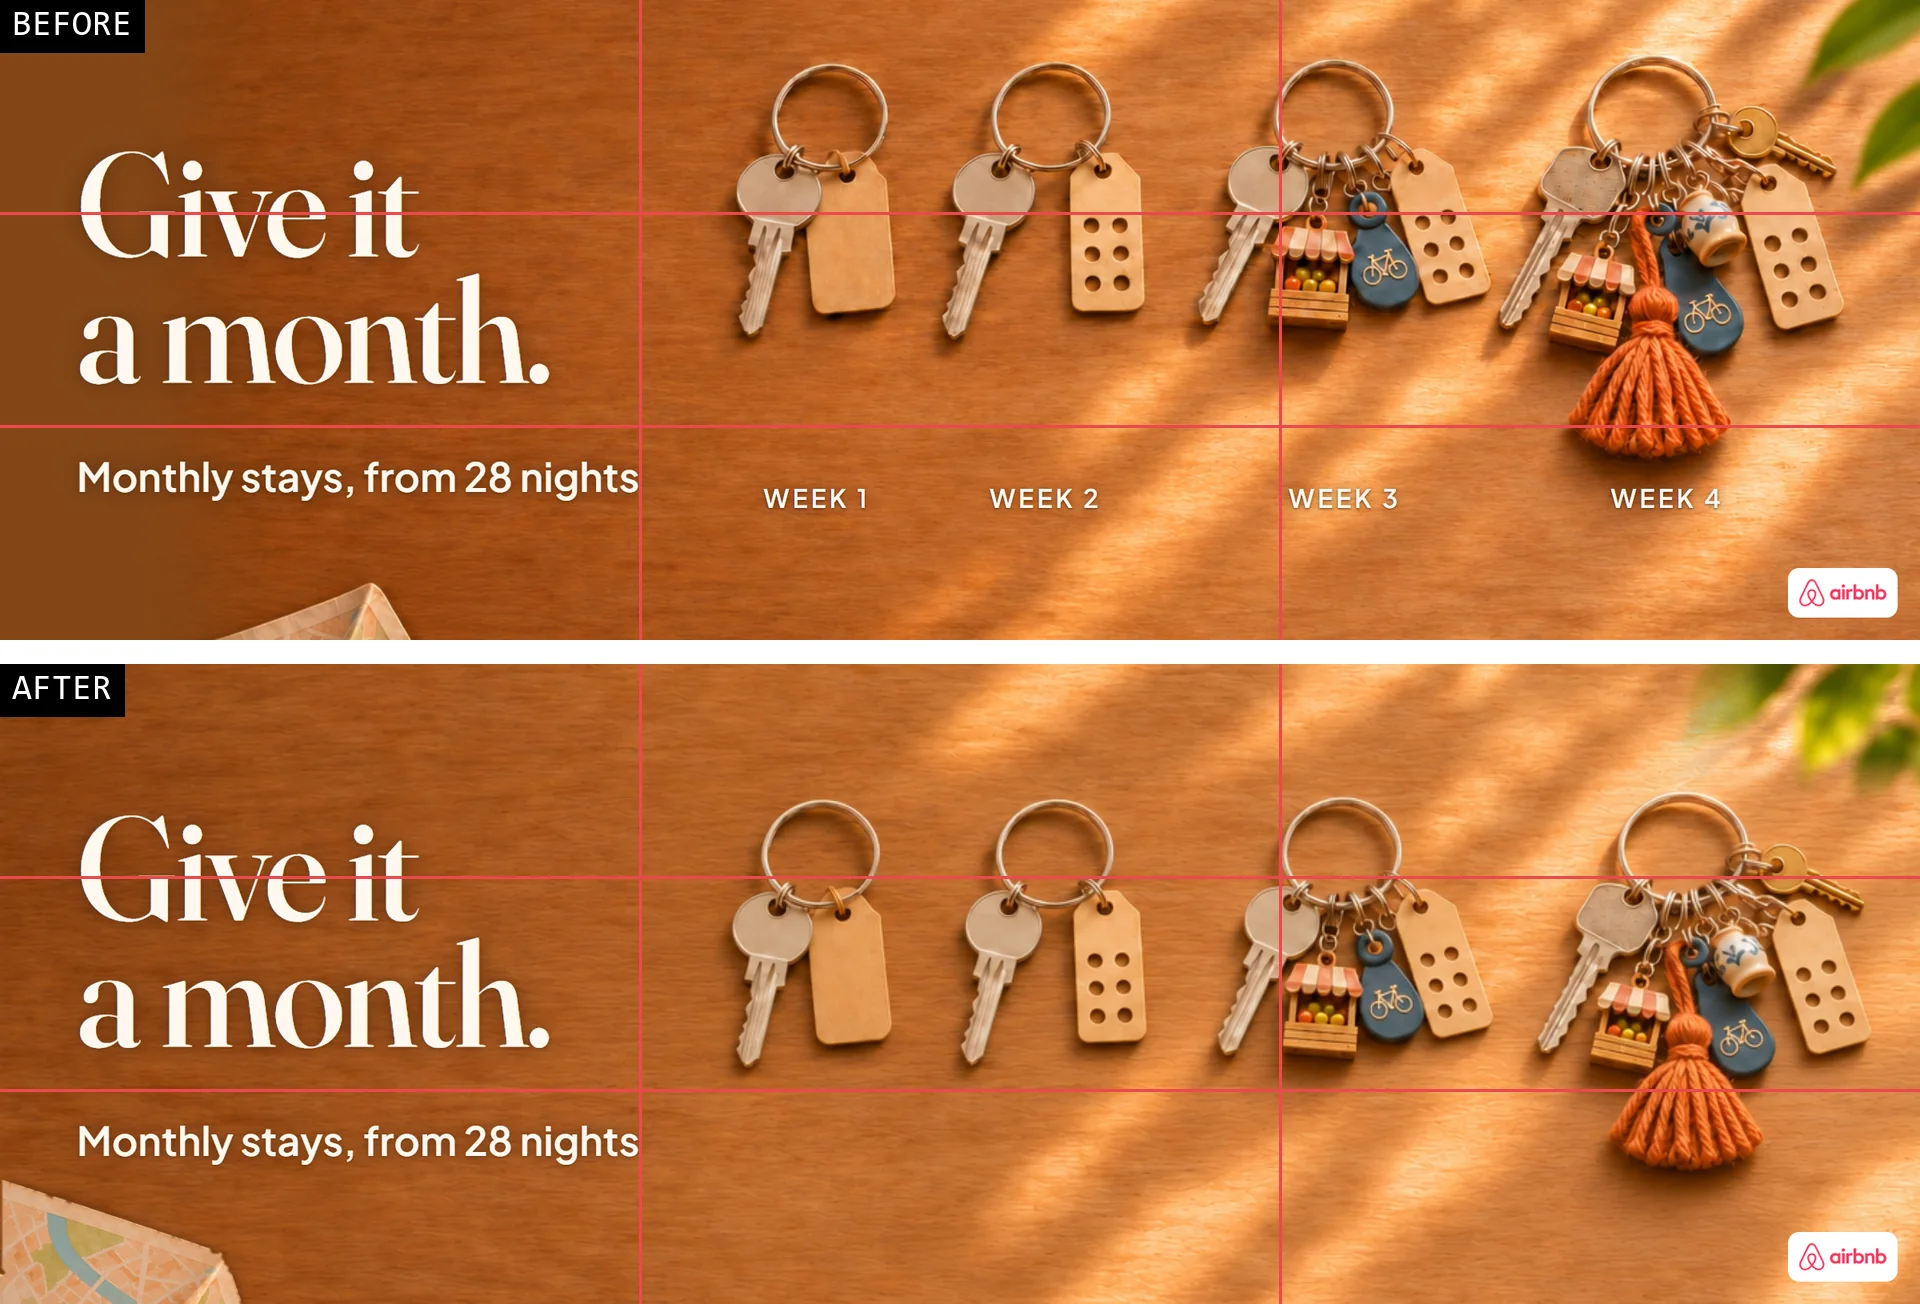 BEFORE
Give it
a month.
Monthly stays, from 28 nights
WEEK 1
WEEK 2
WEEK 3
WEEK 4
airbnb
AFTER
Give it
a month.
Monthly stays, from 28 nights
airbnb